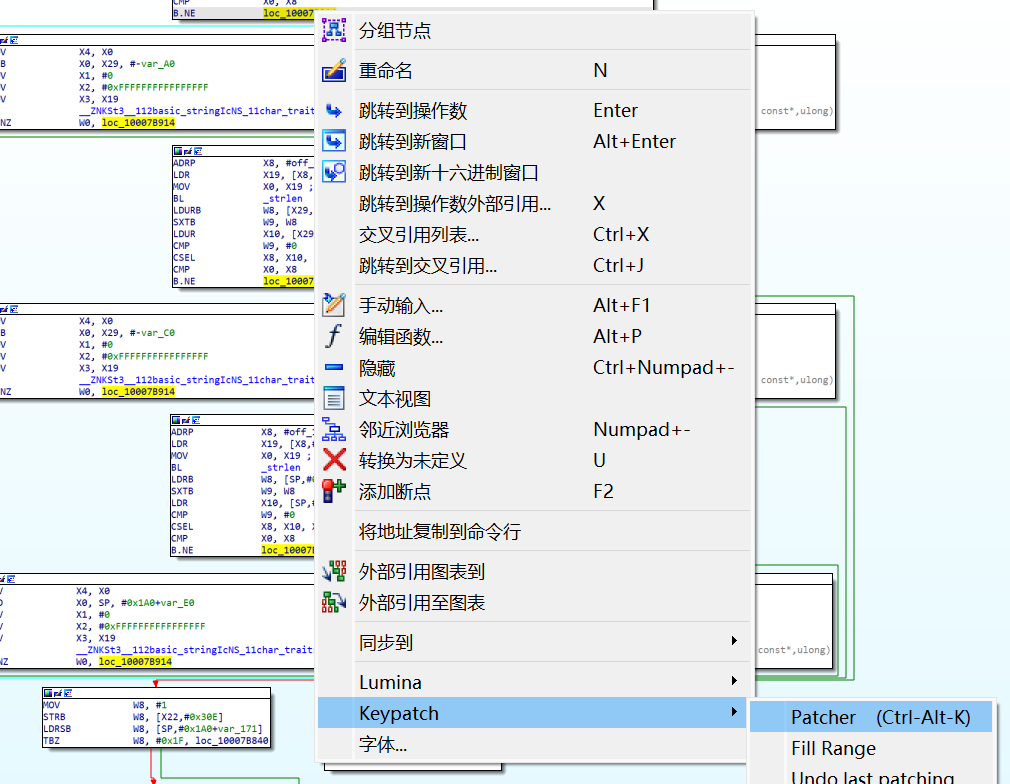 CMP X0, X8
B.NE loc_10007B
X4, X0
X0, X29, #-var_A0
X1, #0
X2, #0xFFFFFFFFFFFFFFFF
X3, X19
__ZNKSt3__112basic_stringIcNS_11char_trait
const*,ulong)
NZ W0, loc_10007B914
ADRP X8, #off_
LDR X19, [X8,
MOV X0, X19 ;
BL _strlen
LDURB W8, [X29,
SXTB W9, W8
LDUR X10, [X29
CMP W9, #0
CSEL X8, X10,
CMP X0, X8
B.NE loc_10007
V X4, X0
B X0, X29, #-var_C0
V X1, #0
V X2, #0xFFFFFFFFFFFFFFFF
V X3, X19
__ZNKSt3__112basic_stringIcNS_11char_trait
const*,ulong)
NZ W0, loc_10007B914
ADRP X8, #off_
LDR X19, [X8,#
MOV X0, X19 ;
BL _strlen
LDRB W8, [SP,#
SXTB W9, W8
LDR X10, [SP,#
CMP W9, #0
CSEL X8, X10,
CMP X0, X8
B.NE loc_10007B
X4, X0
X0, SP, #0x1A0+var_E0
X1, #0
X2, #0xFFFFFFFFFFFFFFFF
X3, X19
__ZNKSt3__112basic_stringIcNS_11char_trait
const*,ulong)
NZ W0, loc_10007B914
MOV W8, #1
STRB W8, [X22,#0x30E]
LDRSB W8, [SP,#0x1A0+var_171]
TBZ W8, #0x1F, loc_10007B840
分组节点
重命名 N
跳转到操作数 Enter
跳转到新窗口 Alt+Enter
跳转到新十六进制窗口
跳转到操作数外部引用... X
交叉引用列表... Ctrl+X
跳转到交叉引用... Ctrl+J
手动输入... Alt+F1
编辑函数... Alt+P
隐藏 Ctrl+Numpad+-
文本视图
邻近浏览器 Numpad+-
转换为未定义 U
添加断点 F2
将地址复制到命令行
外部引用图表到
外部引用至图表
同步到
Lumina
Keypatch
字体...
Patcher (Ctrl-Alt-K)
Fill Range
Undo last patching